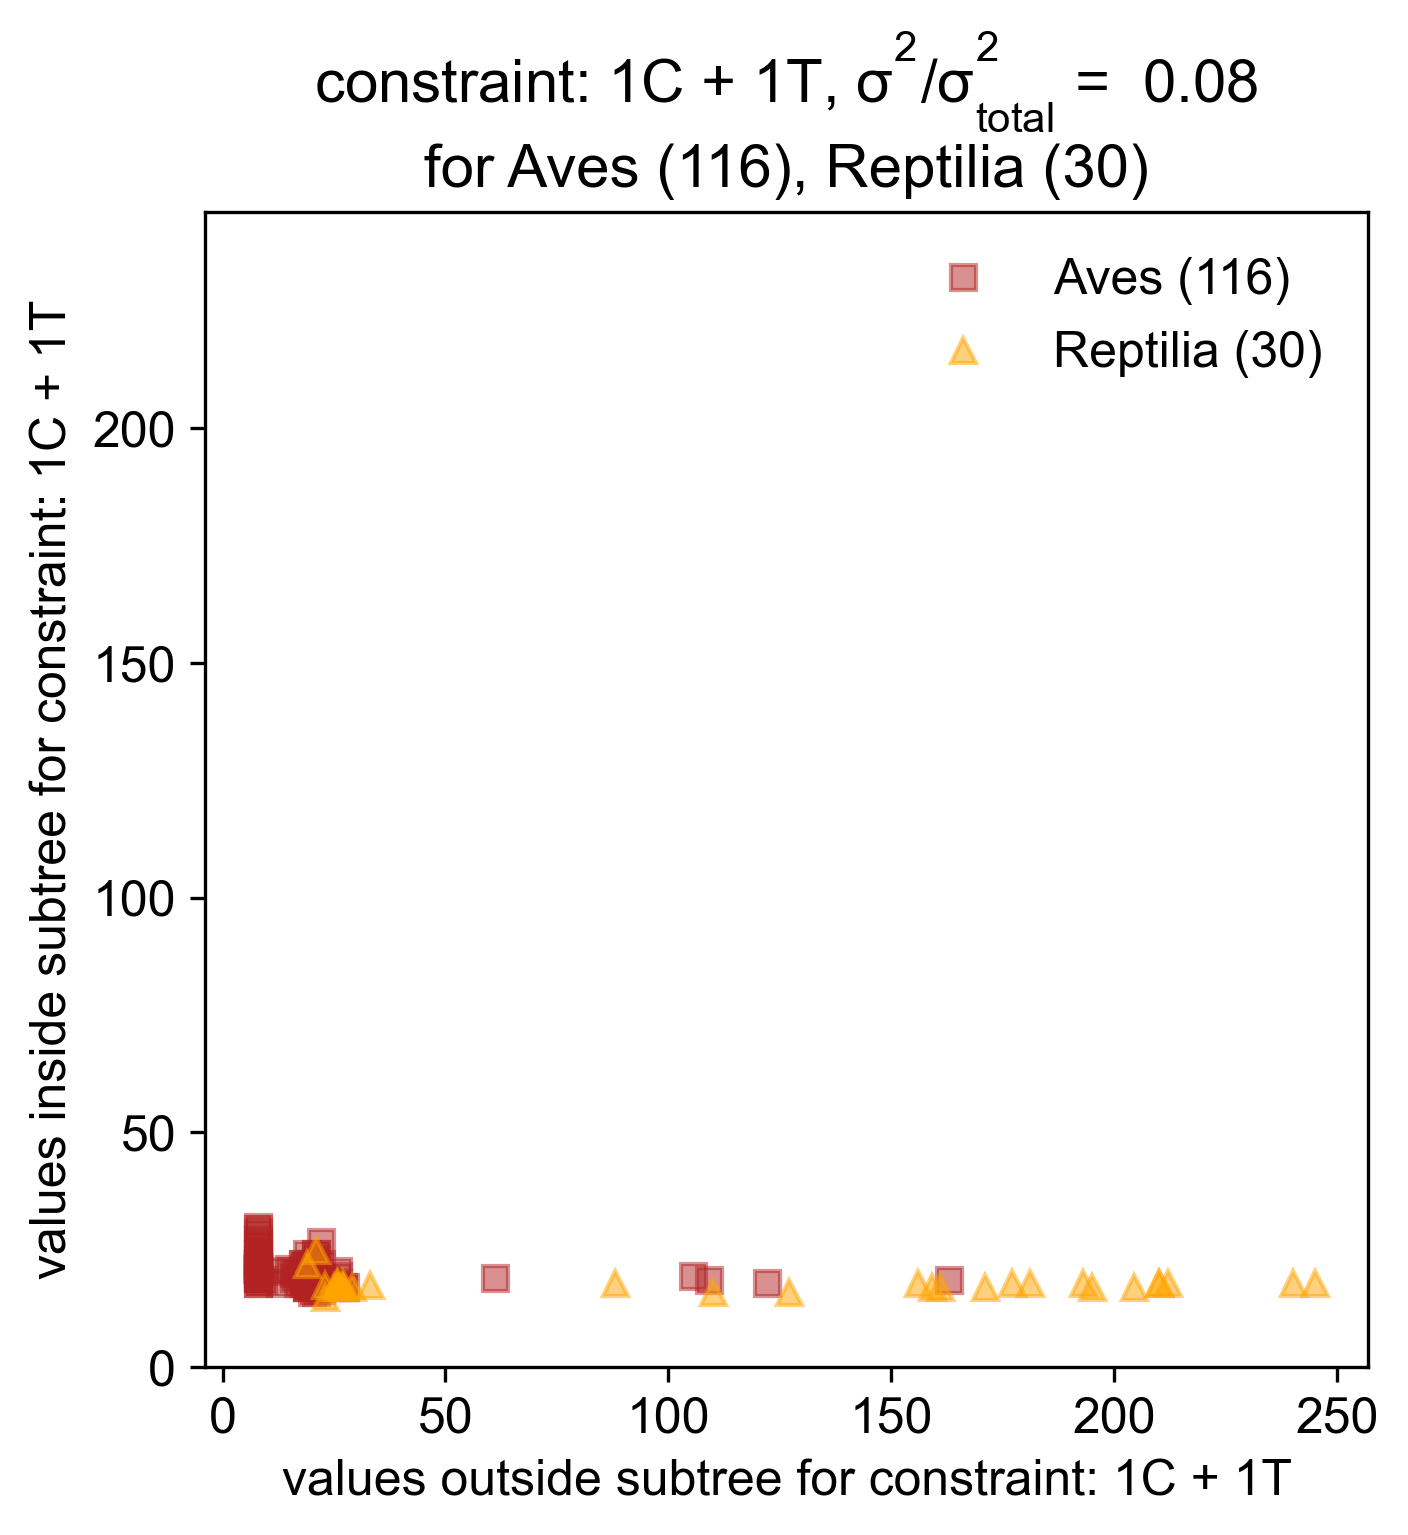 constraint: 1C + 1T, σ²/σ²total = 0.08
for Aves (116), Reptilia (30)
Aves (116)
Reptilia (30)
values inside subtree for constraint: 1C + 1T
200
150
100
50
0
0 50 100 150 200 250
values outside subtree for constraint: 1C + 1T